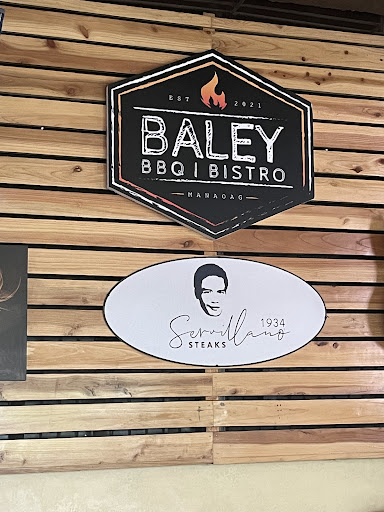 EST 2021
BALEY
BBQ | BISTRO
MANAOAG
1934
Servillano
STEAKS